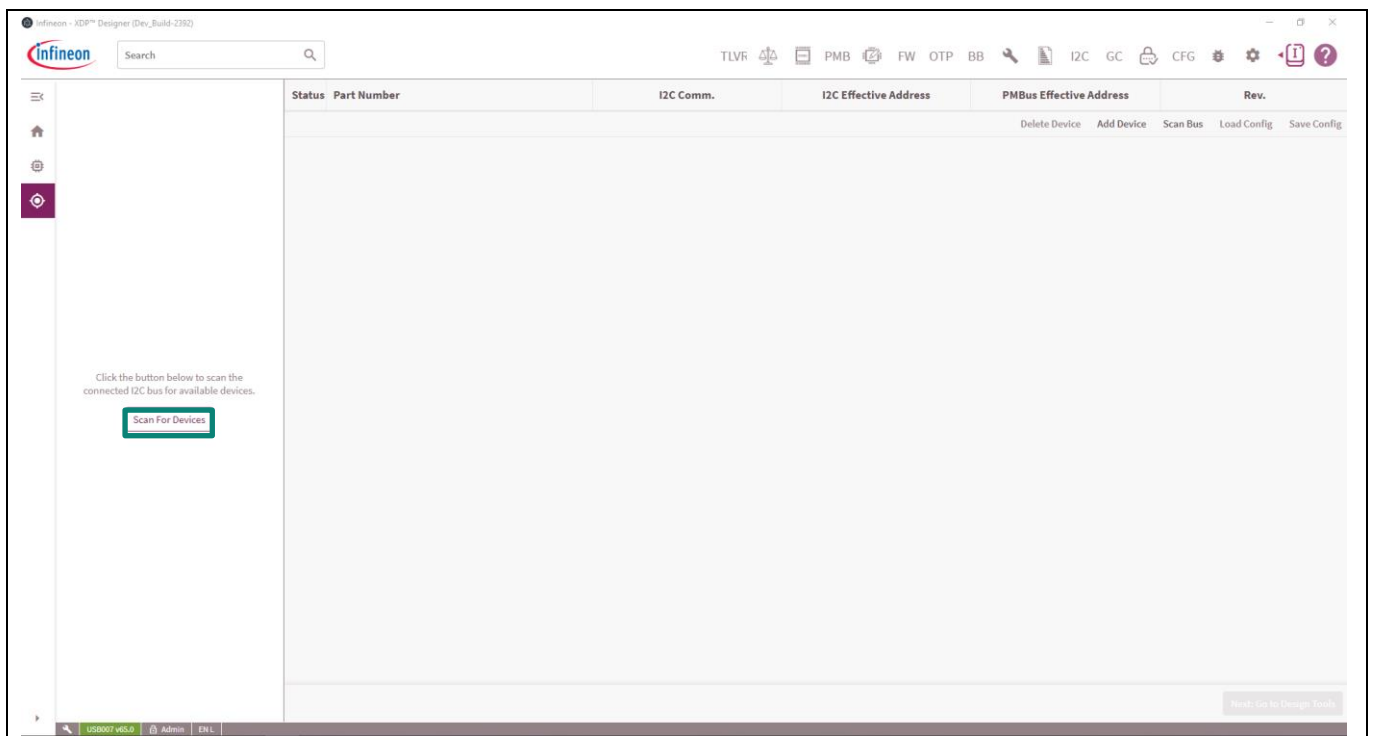 Infineon - XDP™ Designer (Dev_Build-2392)
infineon
Search
TLVR PMB FW OTP BB I2C GC CFG
Status Part Number I2C Comm. I2C Effective Address PMBus Effective Address Rev.
Delete Device Add Device Scan Bus Load Config Save Config
Click the button below to scan the
connected I2C bus for available devices.
Scan For Devices
Next: Go to Design Tools
USB007 v65.0 Admin EN L